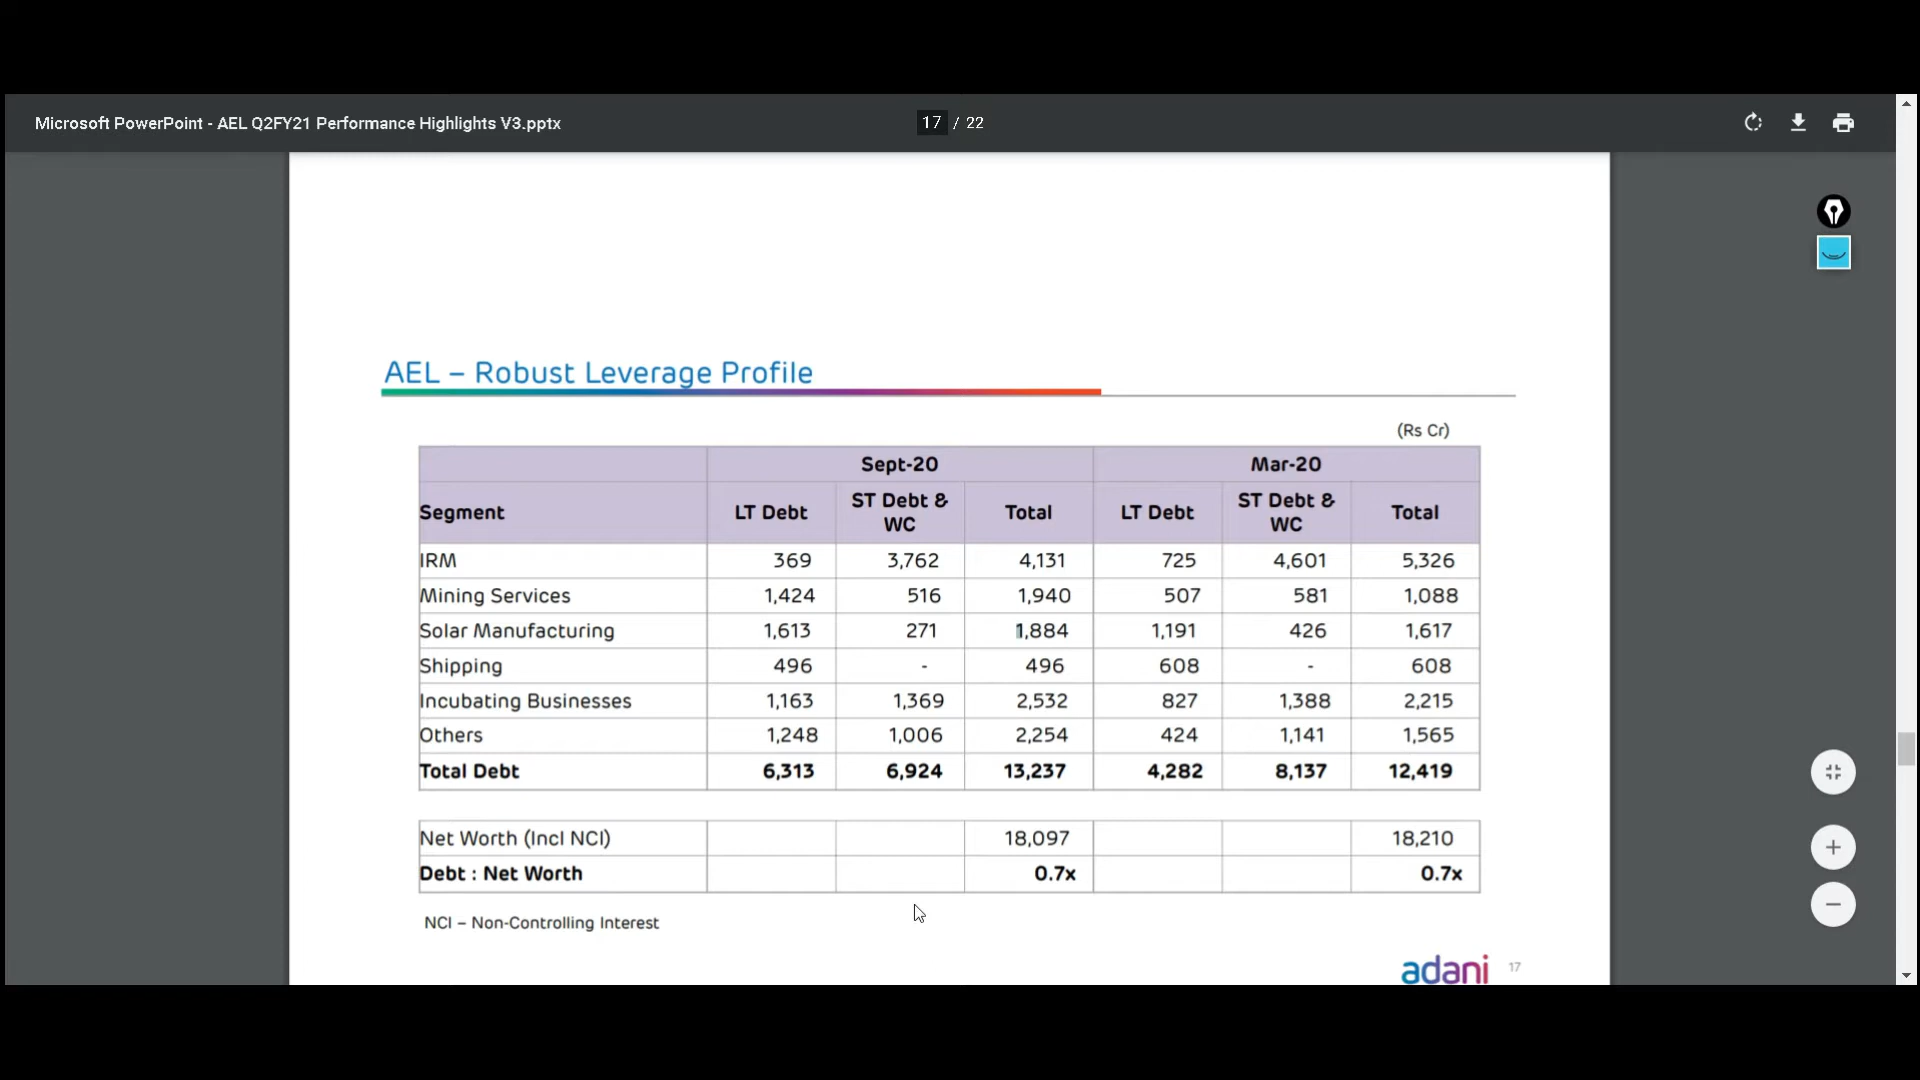 Microsoft PowerPoint - AEL Q2FY21 Performance Highlights V3.pptx
17 / 22
AEL – Robust Leverage Profile
(Rs Cr)
Sept-20 Mar-20
Segment LT Debt ST Debt & WC Total LT Debt ST Debt & WC Total
IRM 369 3,762 4,131 725 4,601 5,326
Mining Services 1,424 516 1,940 507 581 1,088
Solar Manufacturing 1,613 271 1,884 1,191 426 1,617
Shipping 496 - 496 608 - 608
Incubating Businesses 1,163 1,369 2,532 827 1,388 2,215
Others 1,248 1,006 2,254 424 1,141 1,565
Total Debt 6,313 6,924 13,237 4,282 8,137 12,419
Net Worth (Incl NCI) 18,097 18,210
Debt : Net Worth 0.7x 0.7x
NCI – Non-Controlling Interest
adani 17